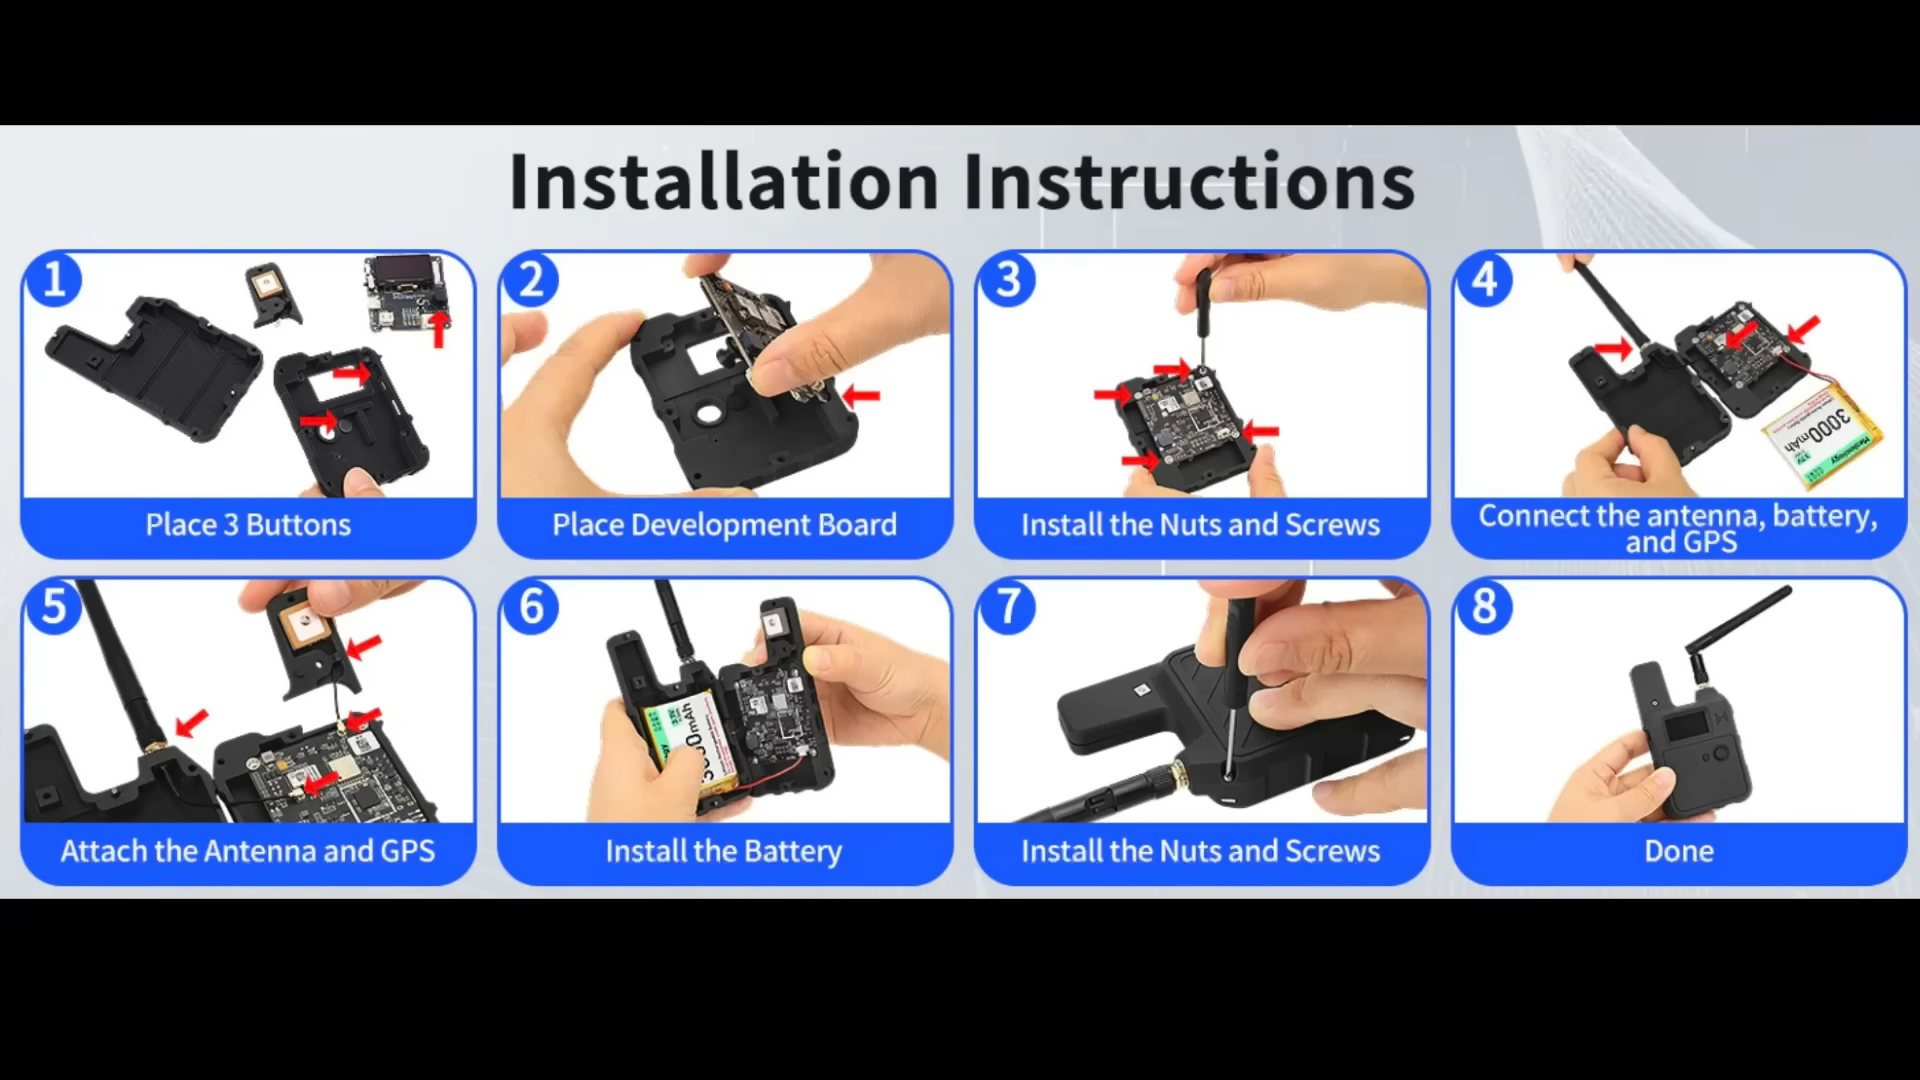 Installation Instructions
1
2
3
4
Place 3 Buttons
Place Development Board
Install the Nuts and Screws
3000mAh
Connect the antenna, battery,
and GPS
5
6
7
8
Attach the Antenna and GPS
Install the Battery
Install the Nuts and Screws
Done